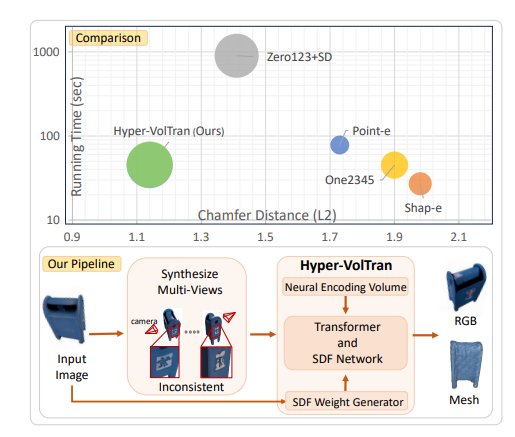 Comparison
1000
100
10
Running Time (sec)
Zero123+SD
Hyper-VolTran (Ours)
Point-e
One2345
Shap-e
Chamfer Distance (L2)
0.9 1.1 1.3 1.5 1.7 1.9 2.1
Our Pipeline
Input
Image
Synthesize
Multi-Views
camera
....
Inconsistent
Hyper-VolTran
Neural Encoding Volume
Transformer
and
SDF Network
SDF Weight Generator
RGB
Mesh